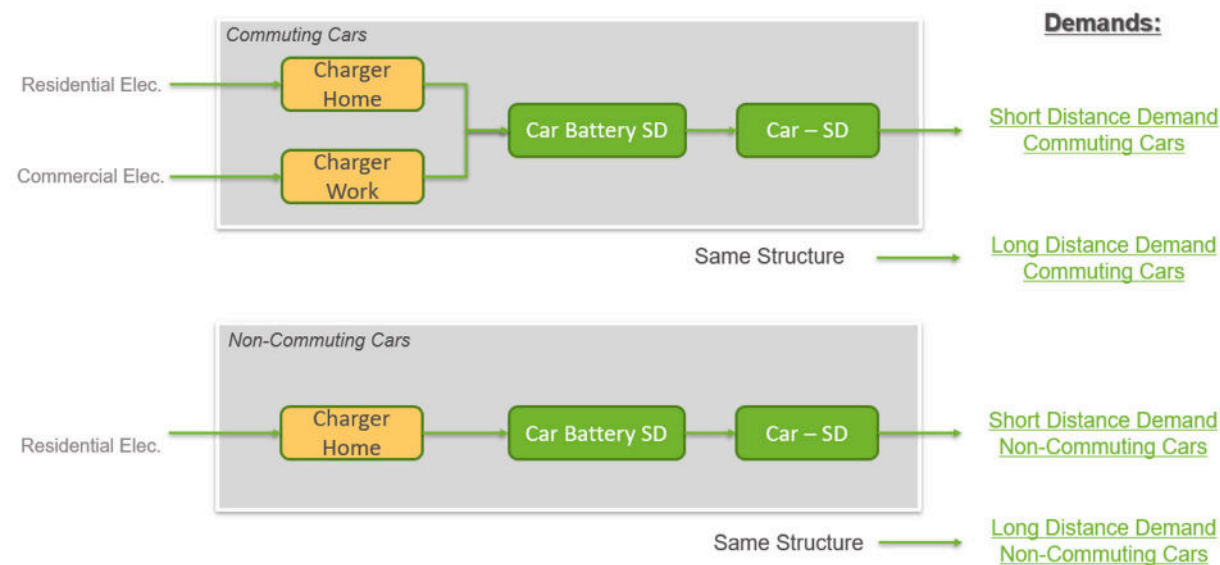 Demands:
Commuting Cars
Residential Elec.
Charger
Home
Commercial Elec.
Charger
Work
Car Battery SD
Car – SD
Short Distance Demand
Commuting Cars
Same Structure
Long Distance Demand
Commuting Cars
Non-Commuting Cars
Residential Elec.
Charger
Home
Car Battery SD
Car – SD
Short Distance Demand
Non-Commuting Cars
Same Structure
Long Distance Demand
Non-Commuting Cars